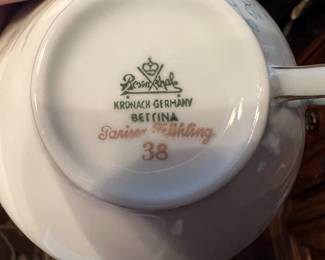 Rosenthal
KRONACH GERMANY
BETTINA
Pariser Frühling
38